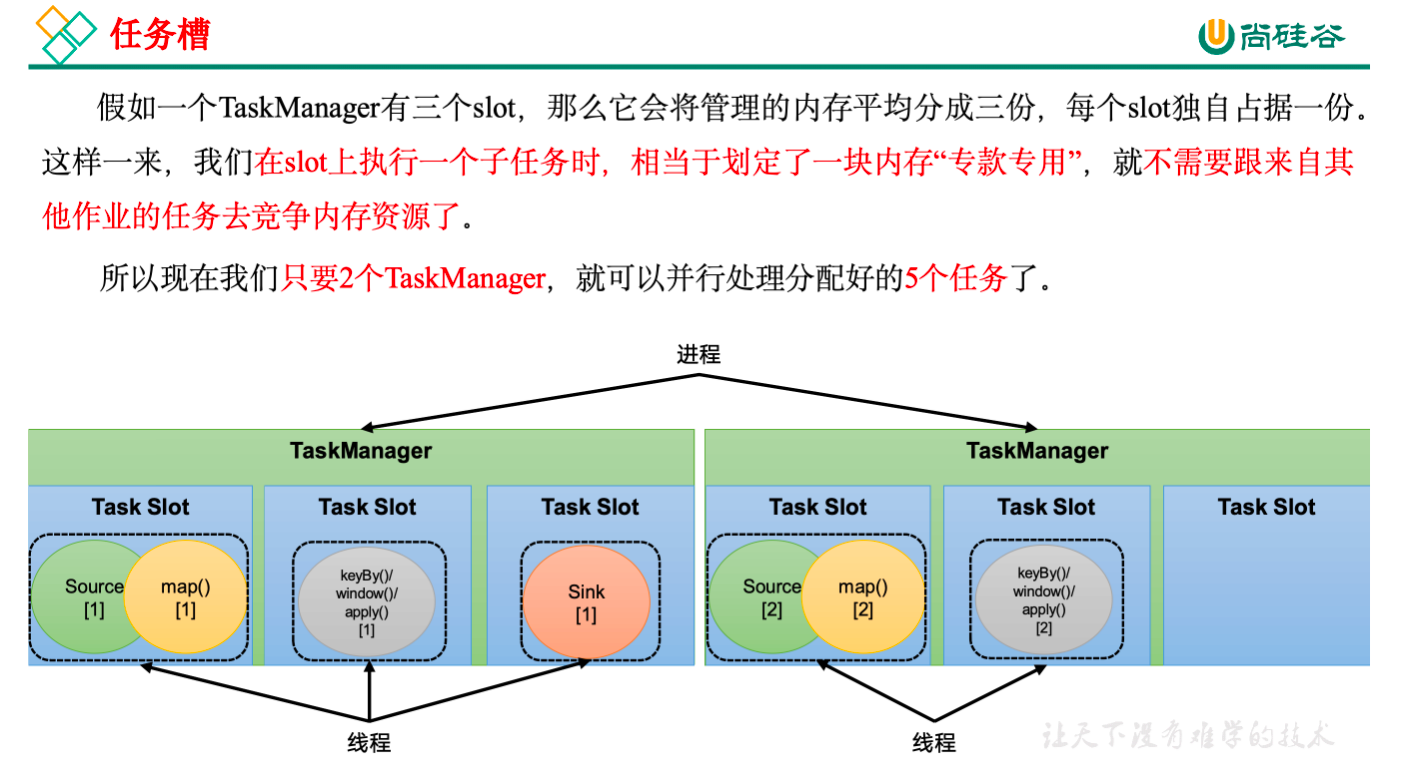 任务槽
尚硅谷
假如一个TaskManager有三个slot，那么它会将管理的内存平均分成三份，每个slot独自占据一份。
这样一来，我们在slot上执行一个子任务时，相当于划定了一块内存“专款专用”，就不需要跟来自其
他作业的任务去竞争内存资源了。
所以现在我们只要2个TaskManager，就可以并行处理分配好的5个任务了。
进程
TaskManager
Task Slot
Source
[1]
map()
[1]
Task Slot
keyBy()/
window()/
apply()
[1]
Task Slot
Sink
[1]
TaskManager
Task Slot
Source
[2]
map()
[2]
Task Slot
keyBy()/
window()/
apply()
[2]
Task Slot
线程
线程
让天下没有难学的技术